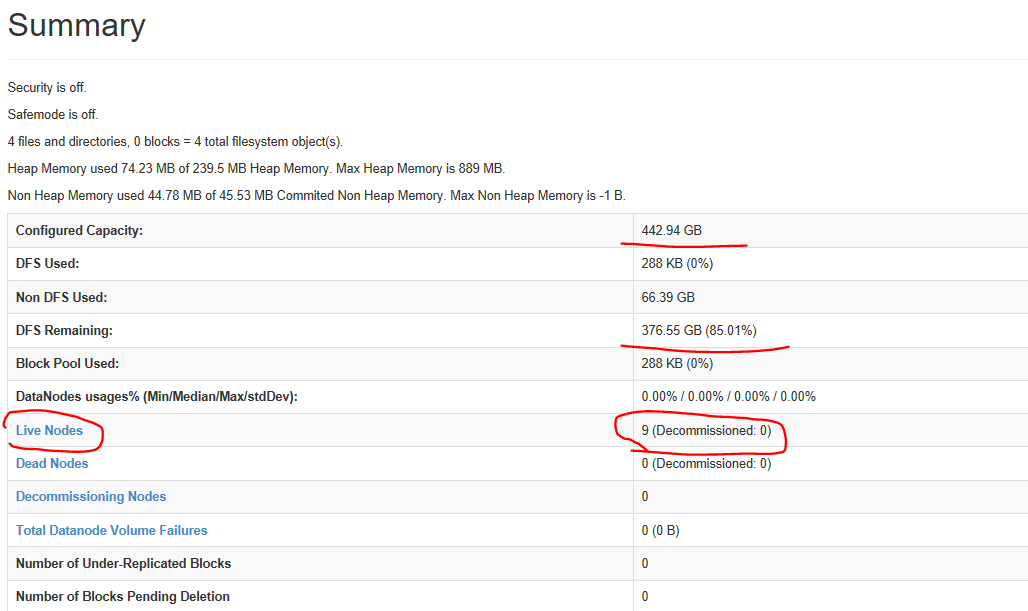 Summary
Security is off.
Safemode is off.
4 files and directories, 0 blocks = 4 total filesystem object(s).
Heap Memory used 74.23 MB of 239.5 MB Heap Memory. Max Heap Memory is 889 MB.
Non Heap Memory used 44.78 MB of 45.53 MB Commited Non Heap Memory. Max Non Heap Memory is -1 B.
Configured Capacity: 442.94 GB
DFS Used: 288 KB (0%)
Non DFS Used: 66.39 GB
DFS Remaining: 376.55 GB (85.01%)
Block Pool Used: 288 KB (0%)
DataNodes usages% (Min/Median/Max/stdDev): 0.00% / 0.00% / 0.00% / 0.00%
Live Nodes 9 (Decommissioned: 0)
Dead Nodes 0 (Decommissioned: 0)
Decommissioning Nodes 0
Total Datanode Volume Failures 0 (0 B)
Number of Under-Replicated Blocks 0
Number of Blocks Pending Deletion 0